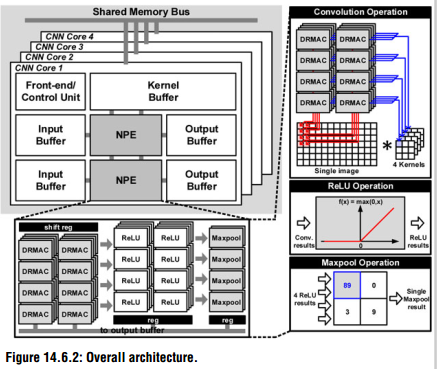 Shared Memory Bus
CNN Core 4
CNN Core 3
CNN Core 2
CNN Core 1
Front-end/
Control Unit
Kernel
Buffer
Input
Buffer
NPE
Output
Buffer
Input
Buffer
NPE
Output
Buffer
shift reg
DRMAC DRMAC
DRMAC DRMAC
DRMAC DRMAC
DRMAC DRMAC
ReLU ReLU
ReLU ReLU
ReLU ReLU
ReLU ReLU
Maxpool
Maxpool
Maxpool
Maxpool
reg
reg
to output buffer
Convolution Operation
DRMAC DRMAC
DRMAC DRMAC
DRMAC DRMAC
DRMAC DRMAC
*
Single image
4 Kernels
ReLU Operation
f(x) = max(0,x)
Conv.
results
0
ReLU
results
Maxpool Operation
4 ReLU
results
89 0
3 9
Single
Maxpool
result
Figure 14.6.2: Overall architecture.